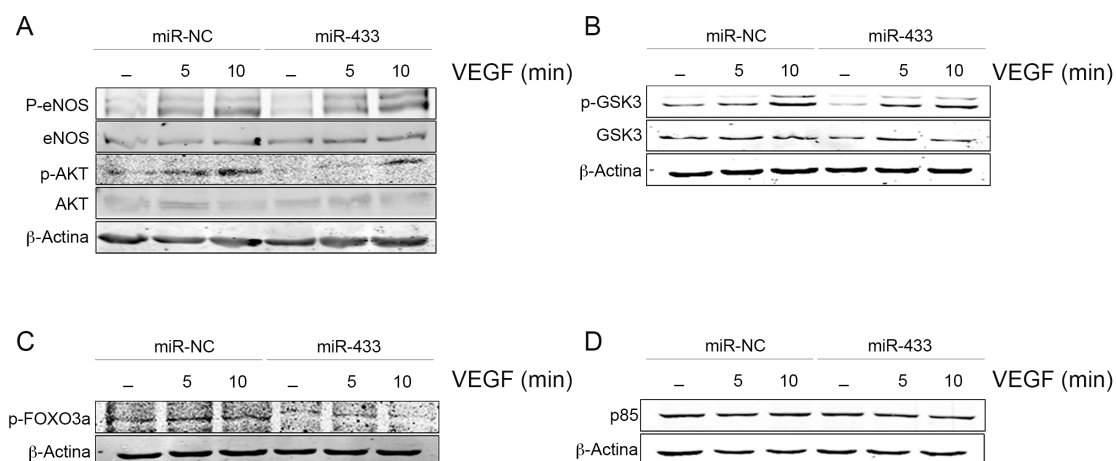 A
miR-NC miR-433
– 5 10 – 5 10 VEGF (min)
P-eNOS
eNOS
p-AKT
AKT
β-Actina
B
miR-NC miR-433
– 5 10 – 5 10 VEGF (min)
p-GSK3
GSK3
β-Actina
C
miR-NC miR-433
– 5 10 – 5 10 VEGF (min)
p-FOXO3a
β-Actina
D
miR-NC miR-433
– 5 10 – 5 10 VEGF (min)
p85
β-Actina